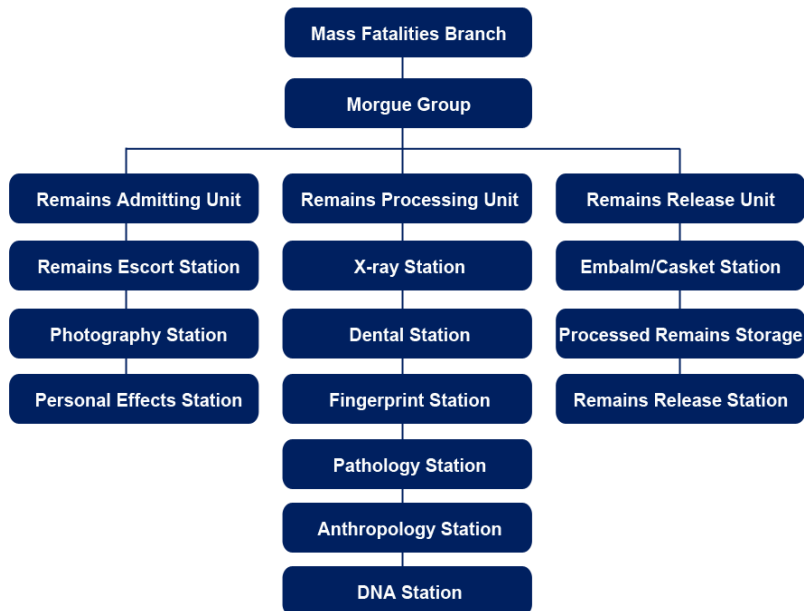 Mass Fatalities Branch
Morgue Group
Remains Admitting Unit
Remains Processing Unit
Remains Release Unit
Remains Escort Station
X-ray Station
Embalm/Casket Station
Photography Station
Dental Station
Processed Remains Storage
Personal Effects Station
Fingerprint Station
Remains Release Station
Pathology Station
Anthropology Station
DNA Station